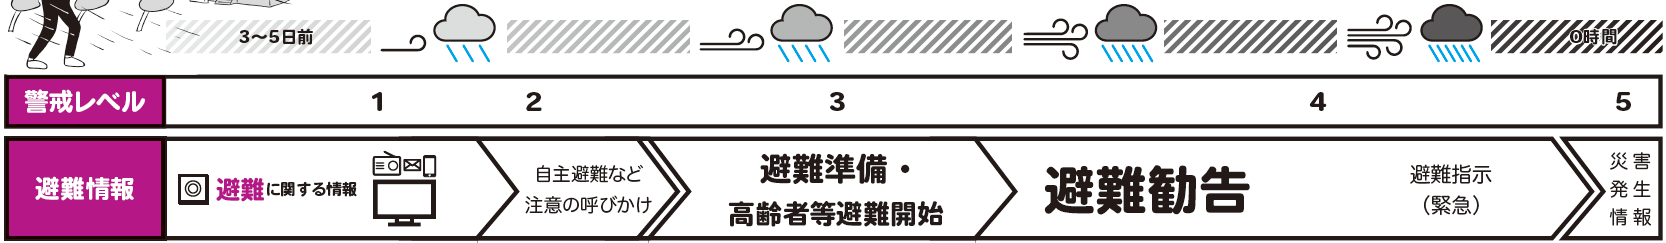 3～5日前
0時間
警戒レベル
1
2
3
4
5
避難情報
避難に関する情報
自主避難など
注意の呼びかけ
避難準備・
高齢者等避難開始
避難勧告
避難指示
（緊急）
災害
発生
情報